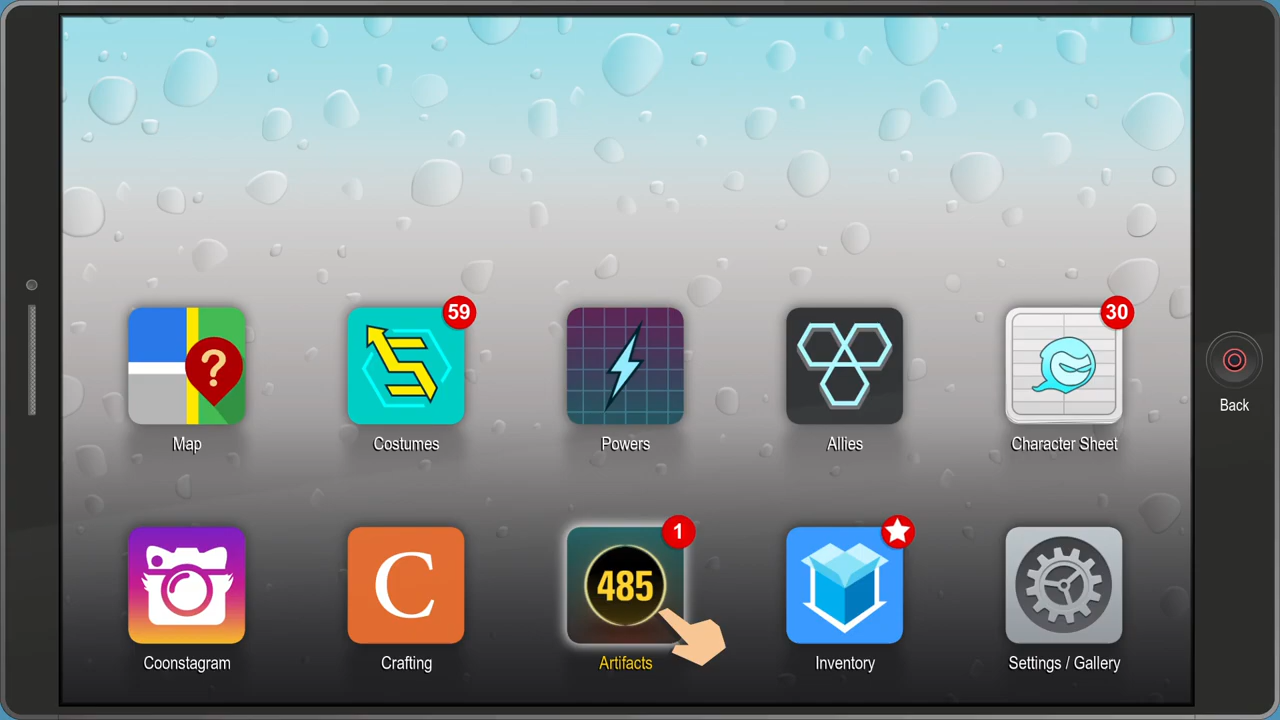 59
30
?
Map
Costumes
Powers
Allies
Character Sheet
Back
1
C
485
Coonstagram
Crafting
Artifacts
Inventory
Settings / Gallery